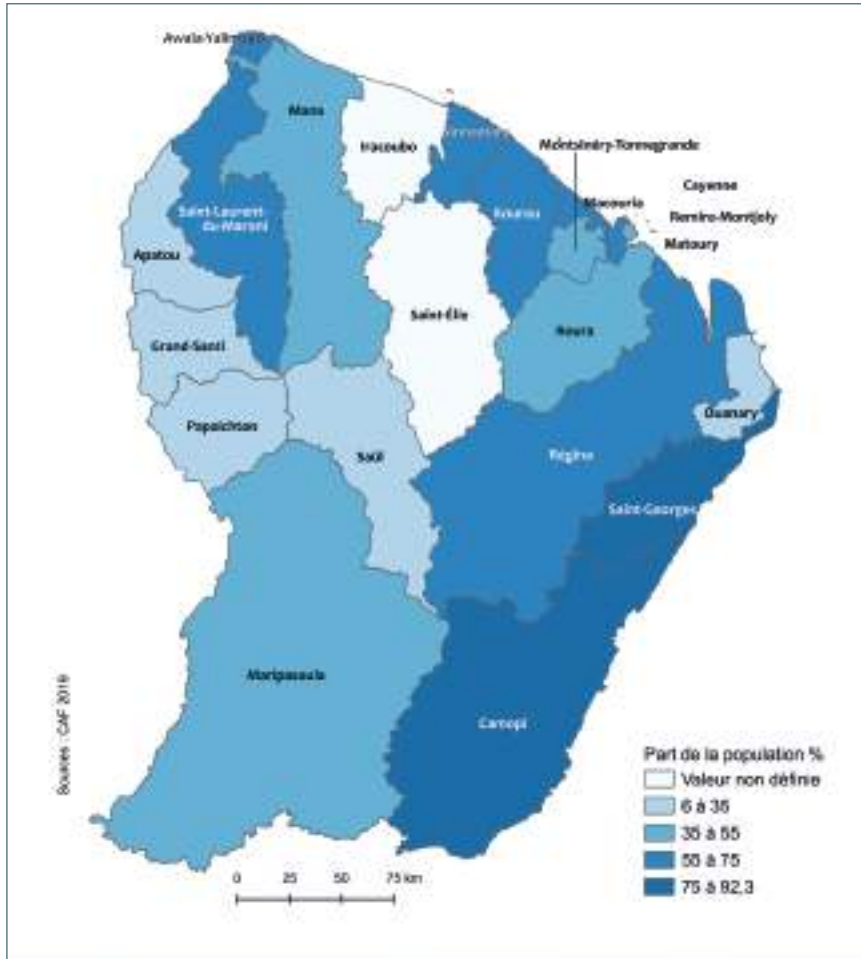 Awala-Yalimapo
Mana
Iracoubo
Montsinéry-Tonnegrande
Cayenne
Macouria
Remire-Montjoly
Matoury
Kourou
Saint-Laurent-
du-Maroni
Apatou
Saint-Élie
Roura
Grand-Santi
Ouanary
Papaïchton
Saül
Régina
Saint-Georges
Maripasoula
Camopi
Sources : CAF 2019
Part de la population %
Valeur non définie
6 à 35
35 à 55
55 à 75
75 à 92,3
0 25 50 75 km